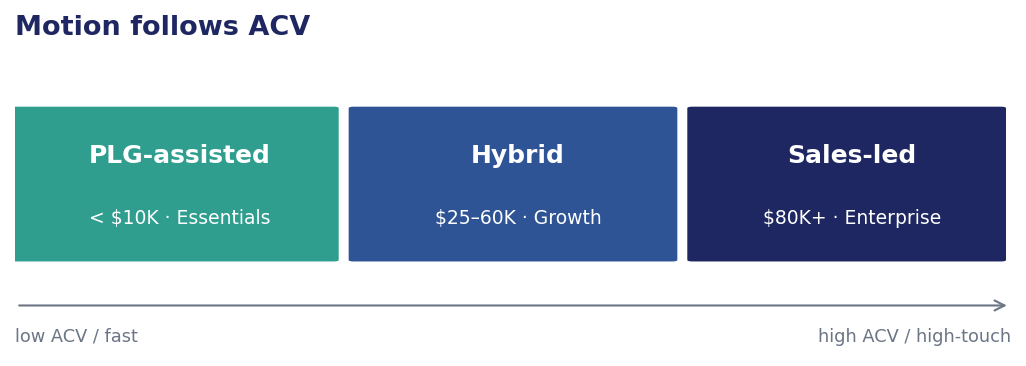 Motion follows ACV
PLG-assisted
Hybrid
Sales-led
< $10K · Essentials
$25–60K · Growth
$80K+ · Enterprise
low ACV / fast
high ACV / high-touch